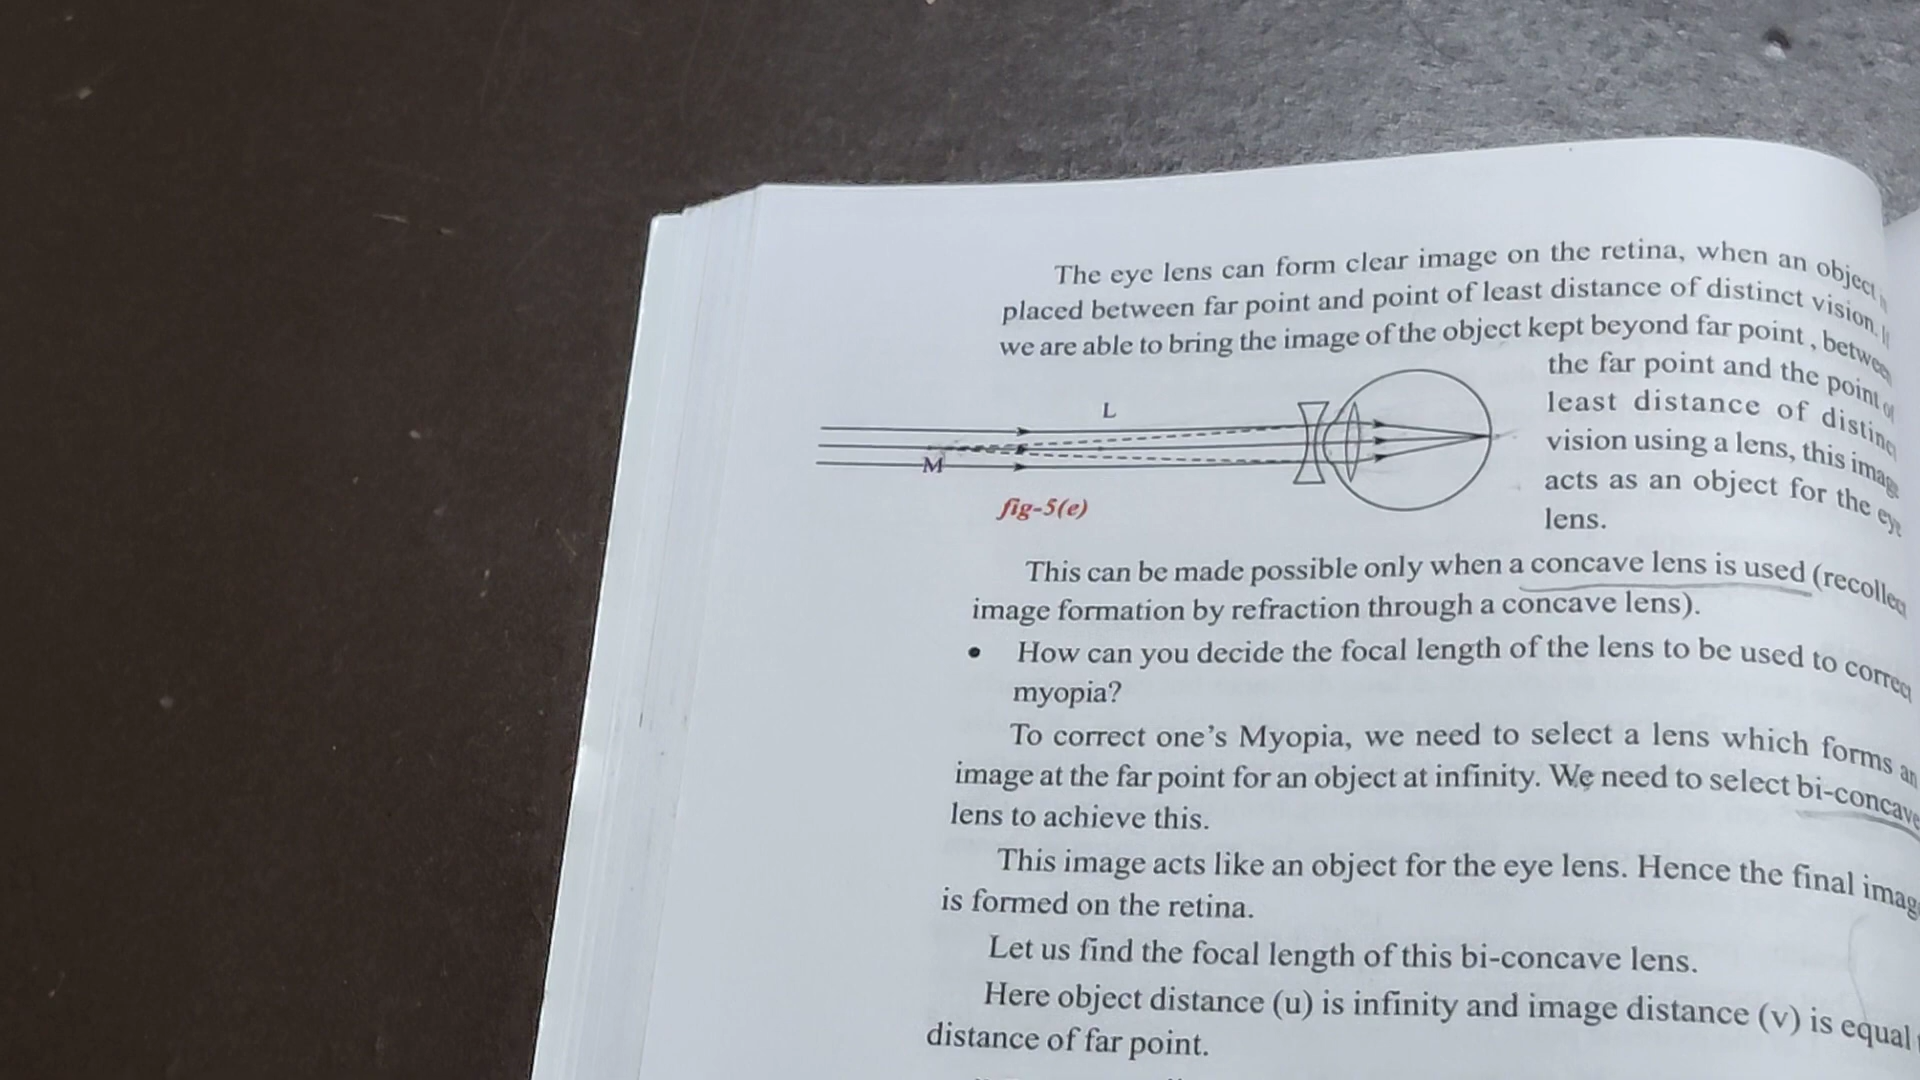 The eye lens can form clear image on the retina, when an object
placed between far point and point of least distance of distinct vision.
we are able to bring the image of the object kept beyond far point, between
the far point and the point of
least distance of distinct
vision using a lens, this image
acts as an object for the eye
lens.
L
M
fig-5(e)
This can be made possible only when a concave lens is used (recollect
image formation by refraction through a concave lens).
• How can you decide the focal length of the lens to be used to correct
myopia?
To correct one's Myopia, we need to select a lens which forms an
image at the far point for an object at infinity. We need to select bi-concave
lens to achieve this.
This image acts like an object for the eye lens. Hence the final image
is formed on the retina.
Let us find the focal length of this bi-concave lens.
Here object distance (u) is infinity and image distance (v) is equal
distance of far point.